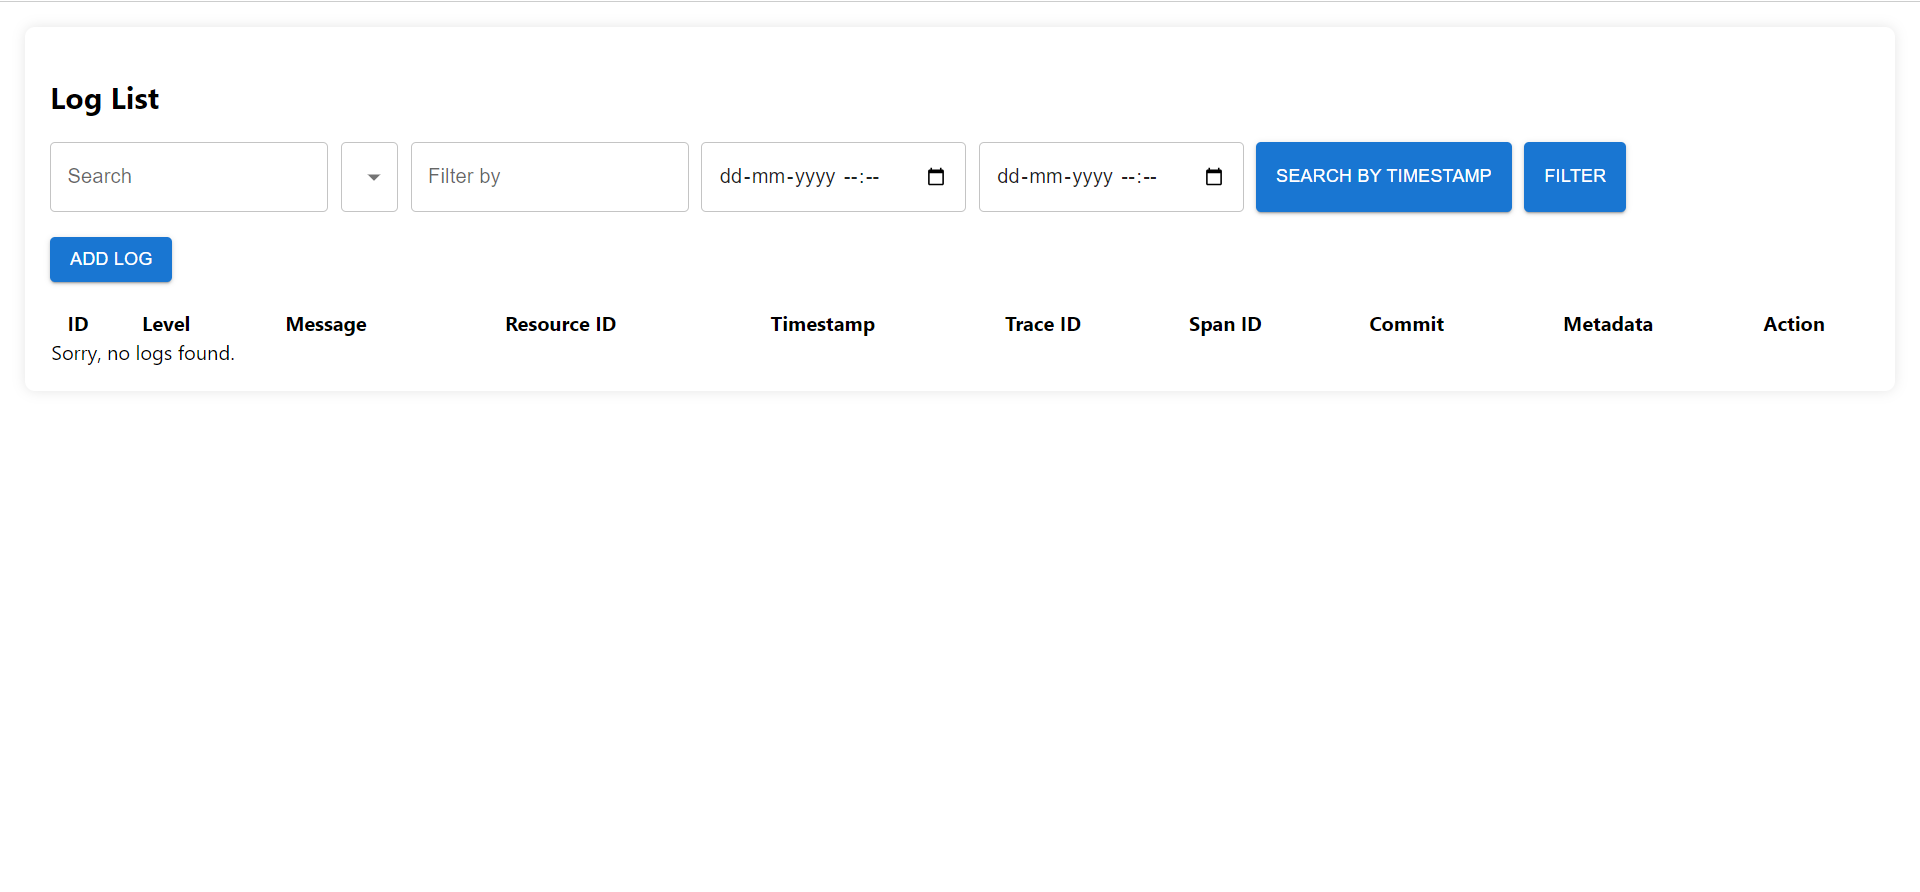 Log List
Search Filter by dd-mm-yyyy --:-- dd-mm-yyyy --:-- SEARCH BY TIMESTAMP FILTER
ADD LOG
ID Level Message Resource ID Timestamp Trace ID Span ID Commit Metadata Action
Sorry, no logs found.